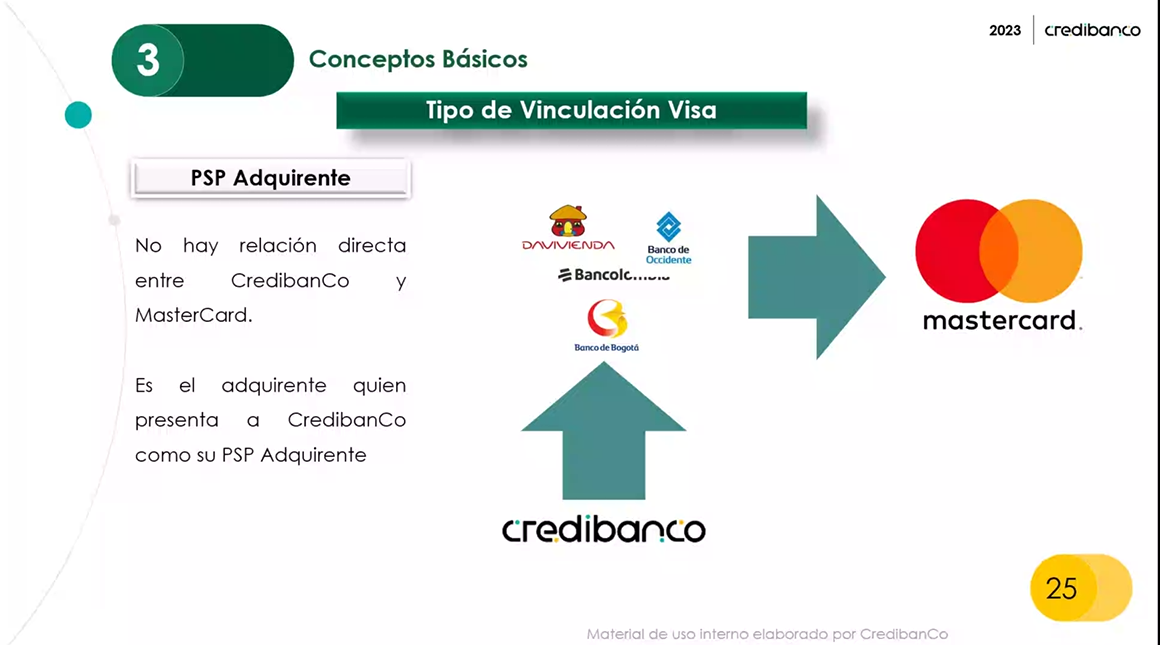 2023
credibanco
3
Conceptos Básicos
Tipo de Vinculación Visa
PSP Adquirente
No hay relación directa
entre CredibanCo y
MasterCard.
Es el adquirente quien
presenta a CredibanCo
como su PSP Adquirente
DAVIVIENDA
Banco de
Occidente
Banco de Bogotá
mastercard.
credibanco
25
Material de uso interno elaborado por CredibanCo